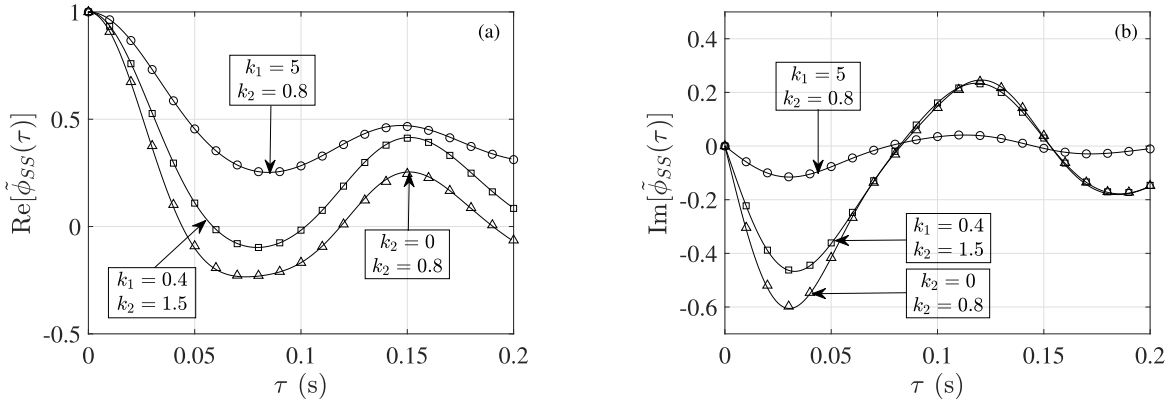 (a)
1
0.5
0
-0.5
Re[ϕ̃_SS(τ)]
k₁ = 5
k₂ = 0.8
k₁ = 0.4
k₂ = 1.5
k₂ = 0
k₂ = 0.8
0 0.05 0.1 0.15 0.2
τ (s)
(b)
0.4
0.2
0
-0.2
-0.4
-0.6
Im[ϕ̃_SS(τ)]
k₁ = 5
k₂ = 0.8
k₁ = 0.4
k₂ = 1.5
k₂ = 0
k₂ = 0.8
0 0.05 0.1 0.15 0.2
τ (s)